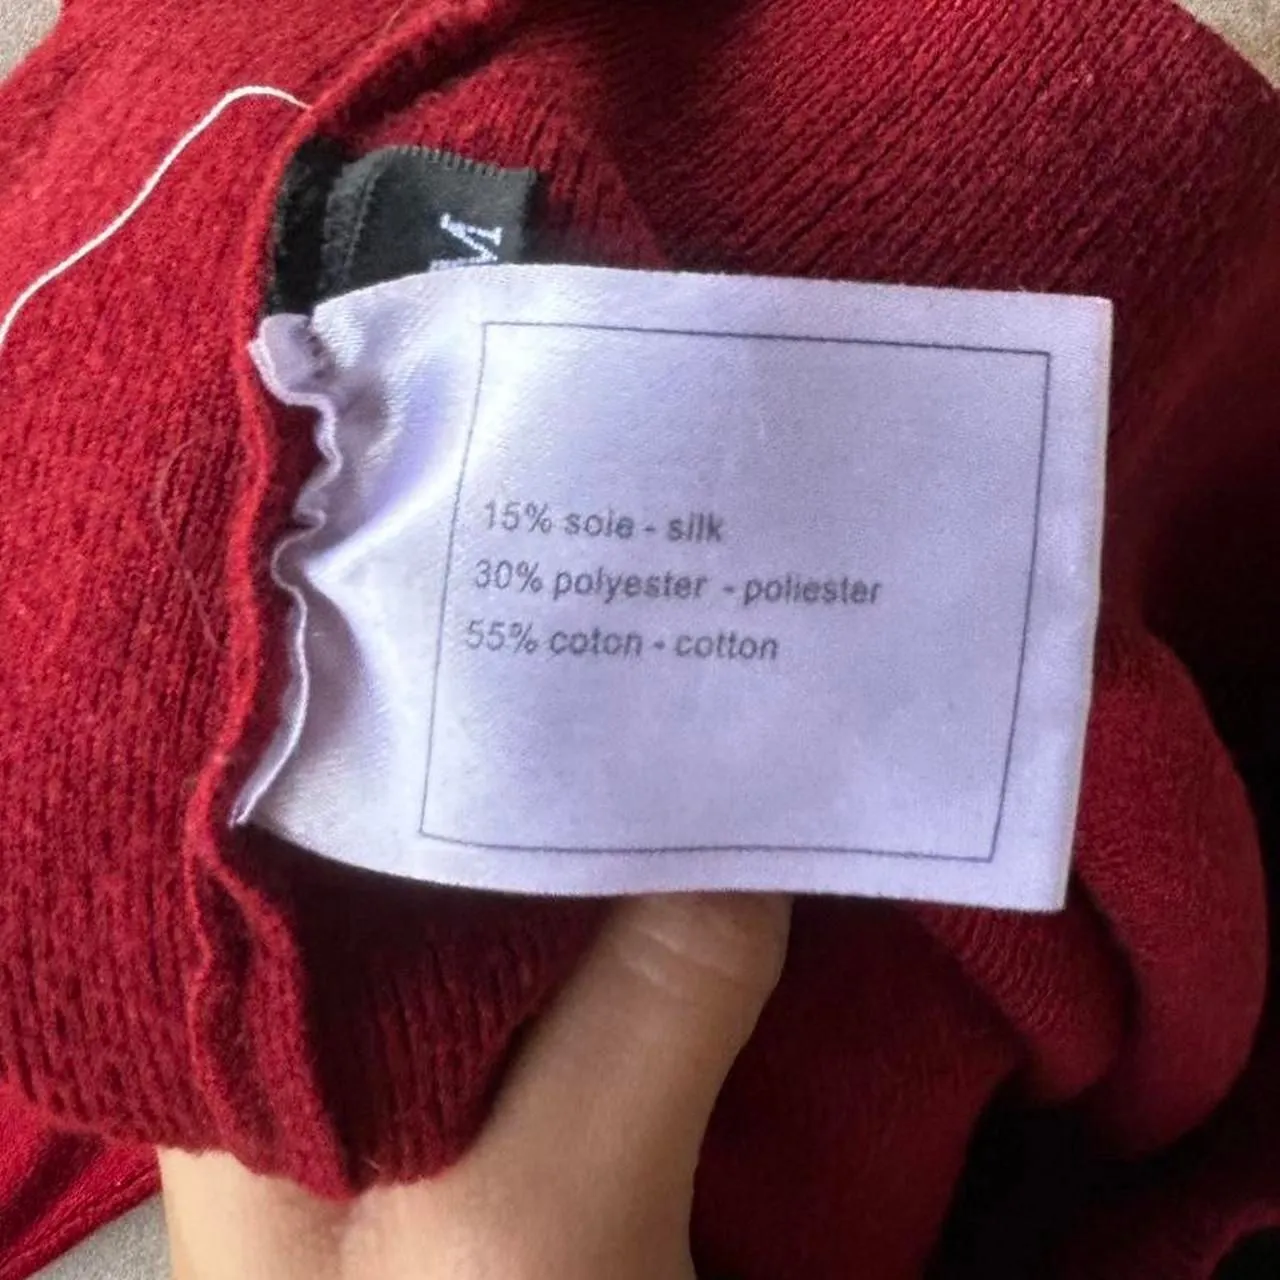 M
15% soie - silk
30% polyester - poliester
55% coton - cotton